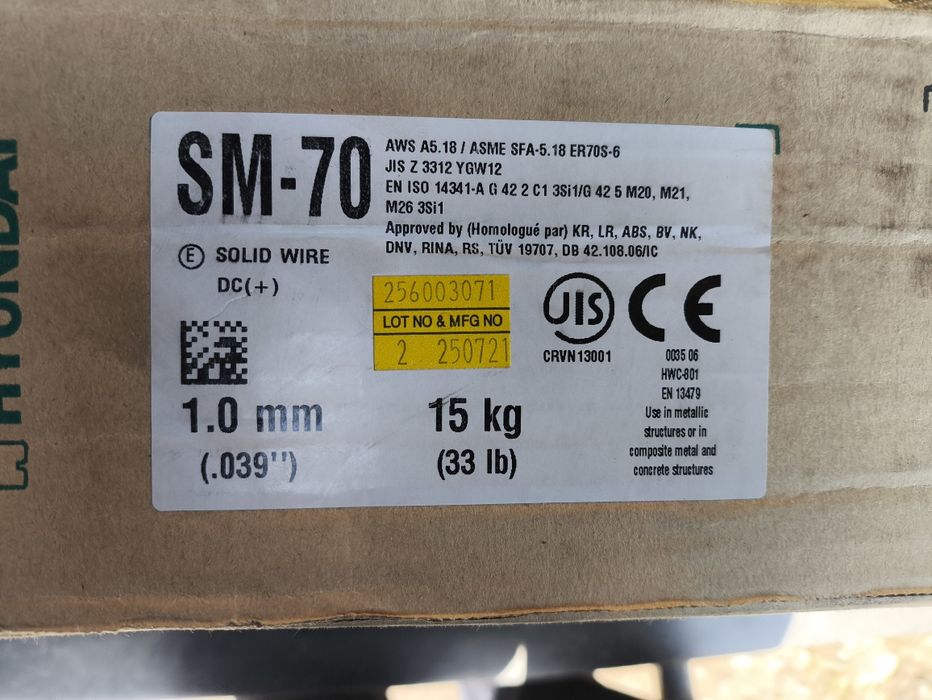 HYUNDAI
SM-70
AWS A5.18 / ASME SFA-5.18 ER70S-6
JIS Z 3312 YGW12
EN ISO 14341-A G 42 2 C1 3Si1/G 42 5 M20, M21,
M26 3Si1
Approved by (Homologué par) KR, LR, ABS, BV, NK,
DNV, RINA, RS, TÜV 19707, DB 42.108.06/IC
E SOLID WIRE
DC(+)
256003071
LOT NO & MFG NO
2 250721
JIS
CRVN13001
CE
0035 06
HWC-801
EN 13479
Use in metallic
structures or in
composite metal and
concrete structures
1.0 mm
(.039")
15 kg
(33 lb)